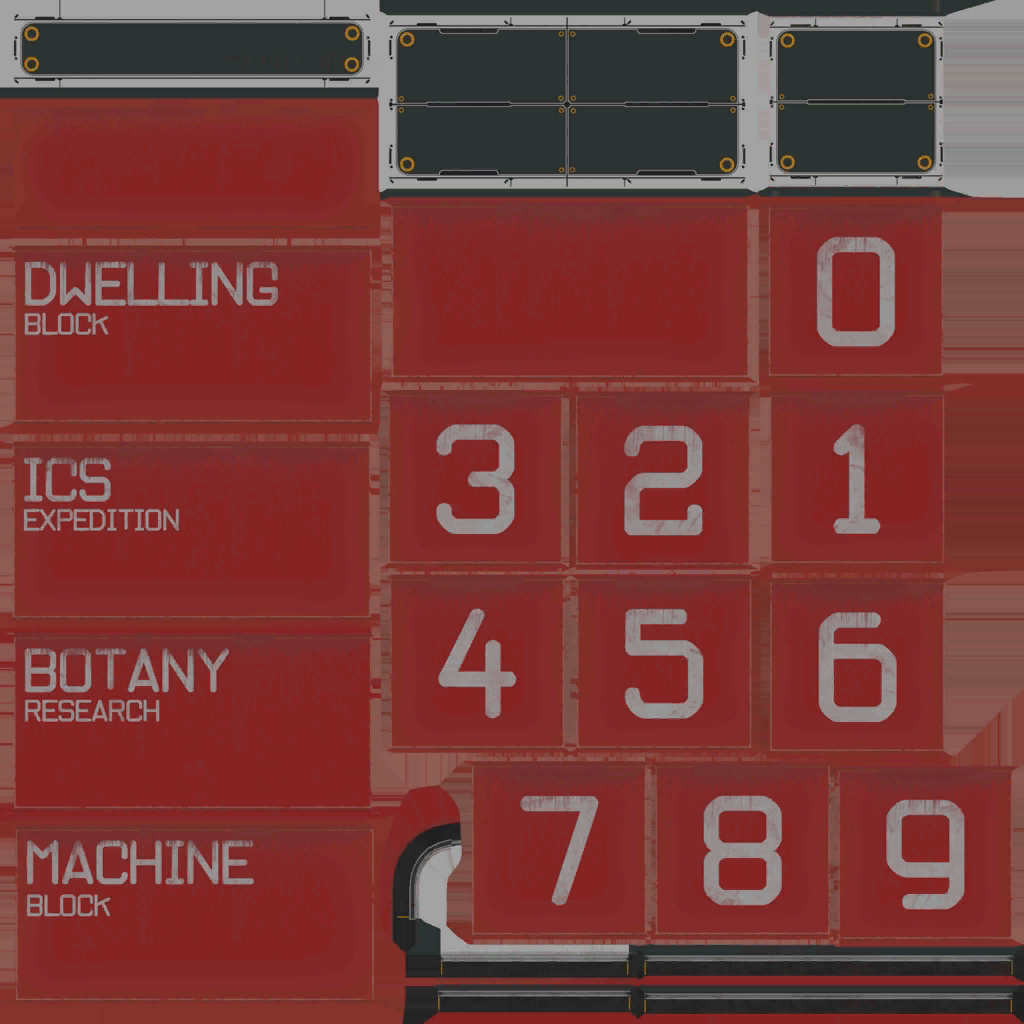 DWELLING
BLOCK
0
ICS
EXPEDITION
3 2 1
BOTANY
RESEARCH
4 5 6
MACHINE
BLOCK
7 8 9